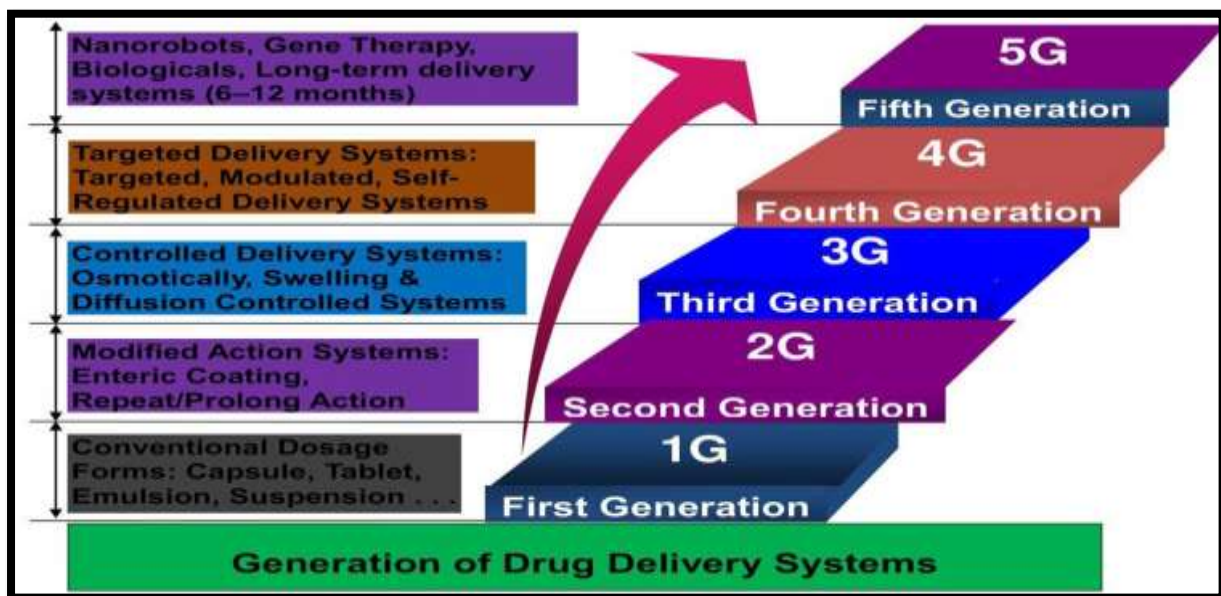 Nanorobots, Gene Therapy,
Biologicals, Long-term delivery
systems (6–12 months)
5G
Fifth Generation
Targeted Delivery Systems:
Targeted, Modulated, Self-
Regulated Delivery Systems
4G
Fourth Generation
Controlled Delivery Systems:
Osmotically, Swelling &
Diffusion Controlled Systems
3G
Third Generation
Modified Action Systems:
Enteric Coating,
Repeat/Prolong Action
2G
Second Generation
Conventional Dosage
Forms: Capsule, Tablet,
Emulsion, Suspension . . .
1G
First Generation
Generation of Drug Delivery Systems